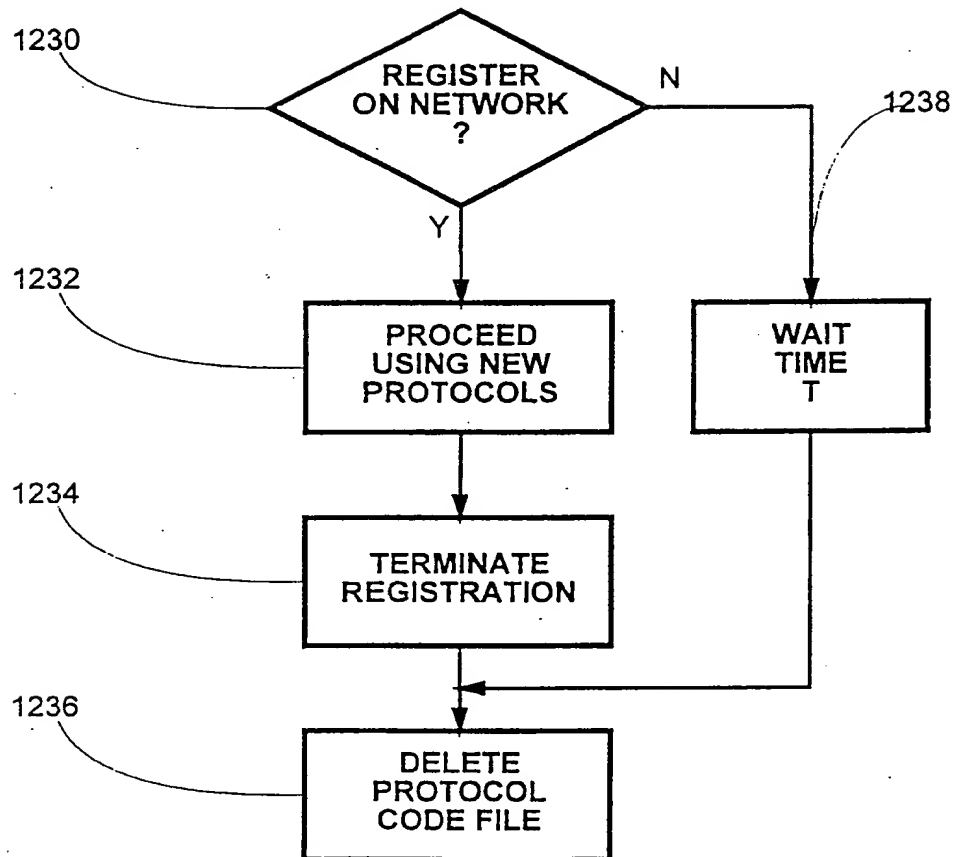 1230
REGISTER
ON NETWORK
?
N
1238
Y
1232
PROCEED
USING NEW
PROTOCOLS
WAIT
TIME
T
1234
TERMINATE
REGISTRATION
1236
DELETE
PROTOCOL
CODE FILE